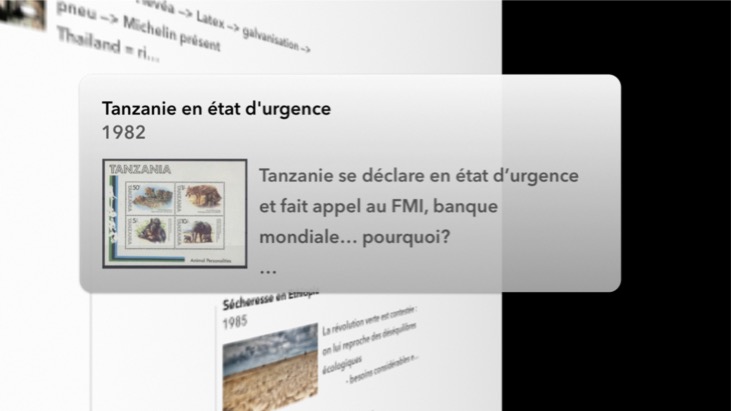 pneu –> Michelin présent
Hévéa –> Latex –> galvanisation –>
Thailand = ri...
Tanzanie en état d'urgence
1982
TANZANIA
Animal Personalities
Tanzanie se déclare en état d’urgence
et fait appel au FMI, banque
mondiale... pourquoi?
...
Sécheresse en Ethiopie
1985
La révolution verte est contestée :
on lui reproche des déséquilibres
écologiques
- besoins considérables e...